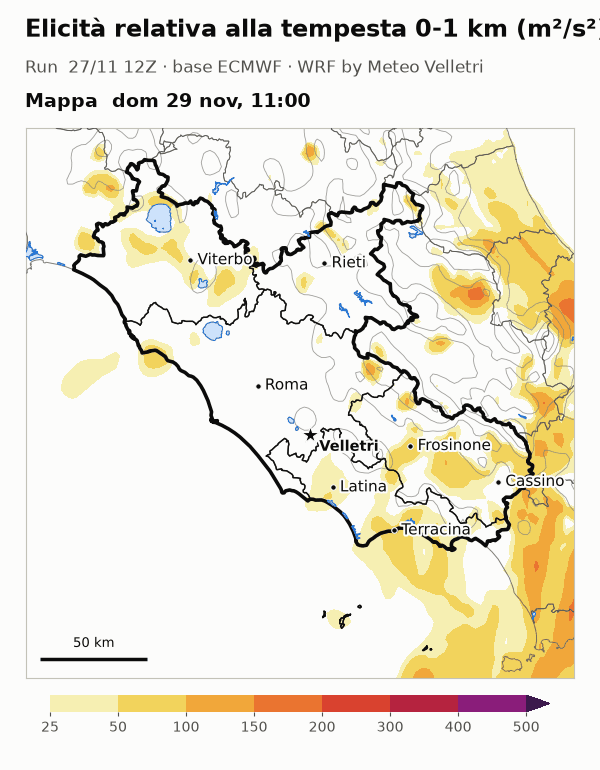 Elicità relativa alla tempesta 0-1 km (m²/s²)
Run 27/11 12Z · base ECMWF · WRF by Meteo Velletri
Mappa dom 29 nov, 11:00
Viterbo
Rieti
Roma
Velletri
Frosinone
Cassino
Latina
Terracina
50 km
25 50 100 150 200 300 400 500